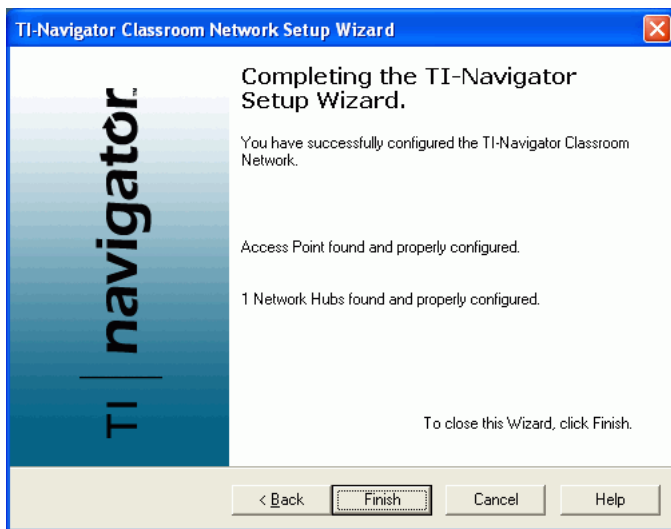 TI-Navigator Classroom Network Setup Wizard
TI | navigator™
Completing the TI-Navigator
Setup Wizard.
You have successfully configured the TI-Navigator Classroom
Network.
Access Point found and properly configured.
1 Network Hubs found and properly configured.
To close this Wizard, click Finish.
< Back
Finish
Cancel
Help